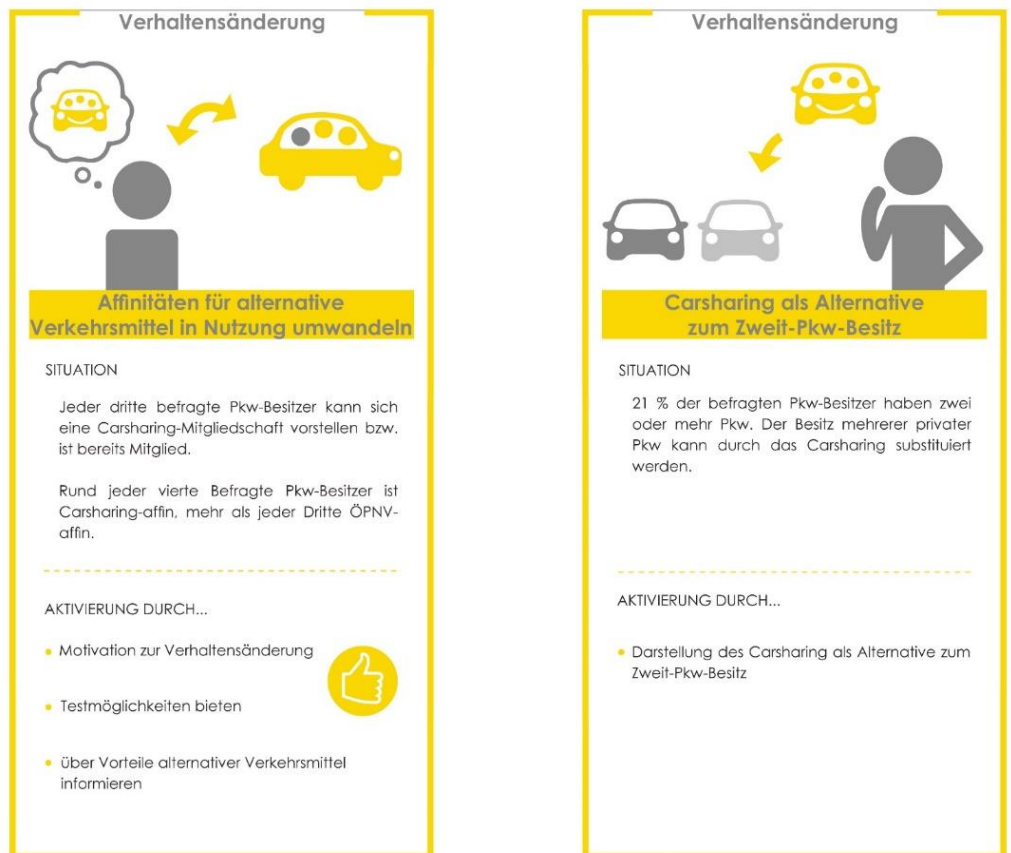 Verhaltensänderung
Affinitäten für alternative
Verkehrsmittel in Nutzung umwandeln
SITUATION
Jeder dritte befragte Pkw-Besitzer kann sich
eine Carsharing-Mitgliedschaft vorstellen bzw.
ist bereits Mitglied.
Rund jeder vierte Befragte Pkw-Besitzer ist
Carsharing-affin, mehr als jeder Dritte ÖPNV-
affin.
AKTIVIERUNG DURCH...
• Motivation zur Verhaltensänderung
• Testmöglichkeiten bieten
• über Vorteile alternativer Verkehrsmittel
informieren
Verhaltensänderung
Carsharing als Alternative
zum Zweit-Pkw-Besitz
SITUATION
21 % der befragten Pkw-Besitzer haben zwei
oder mehr Pkw. Der Besitz mehrerer privater
Pkw kann durch das Carsharing substituiert
werden.
AKTIVIERUNG DURCH...
• Darstellung des Carsharing als Alternative zum
Zweit-Pkw-Besitz